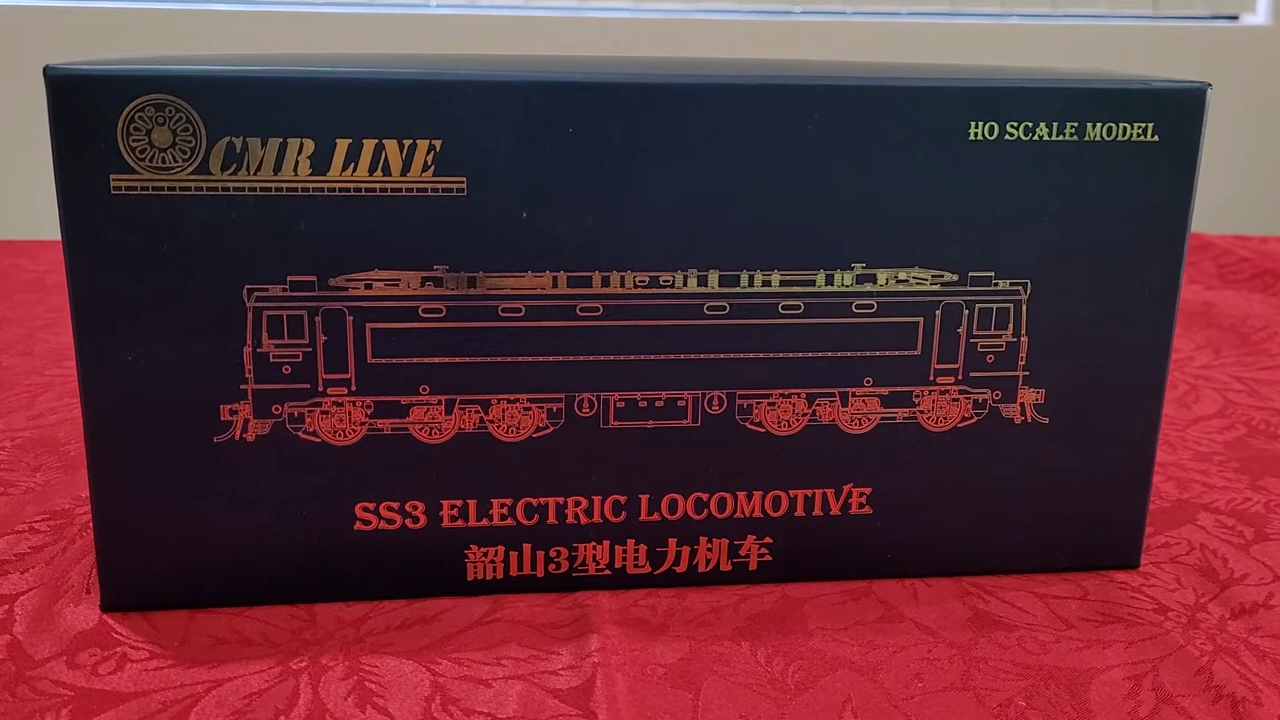 CMR LINE
HO SCALE MODEL
SS3 ELECTRIC LOCOMOTIVE
韶山3型电力机车